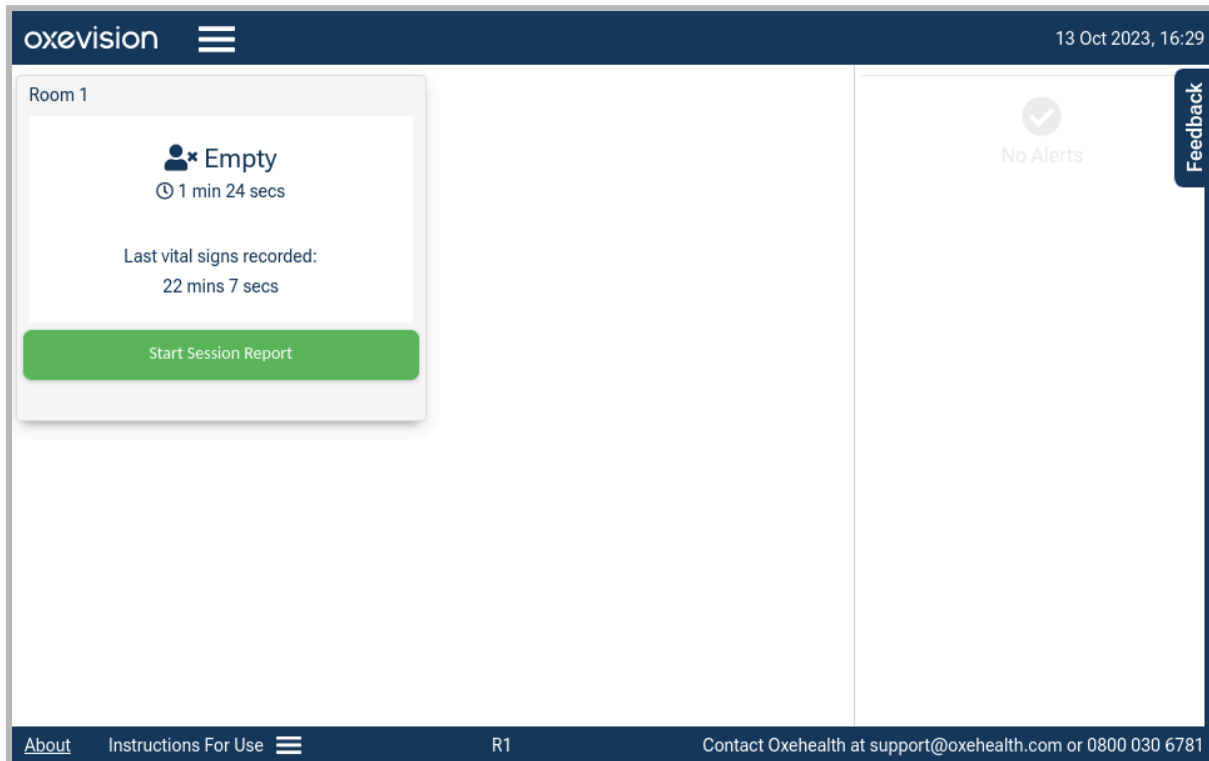 oxevision
13 Oct 2023, 16:29
Room 1
Empty
1 min 24 secs
Last vital signs recorded:
22 mins 7 secs
Start Session Report
No Alerts
Feedback
About Instructions For Use R1 Contact Oxehealth at support@oxehealth.com or 0800 030 6781